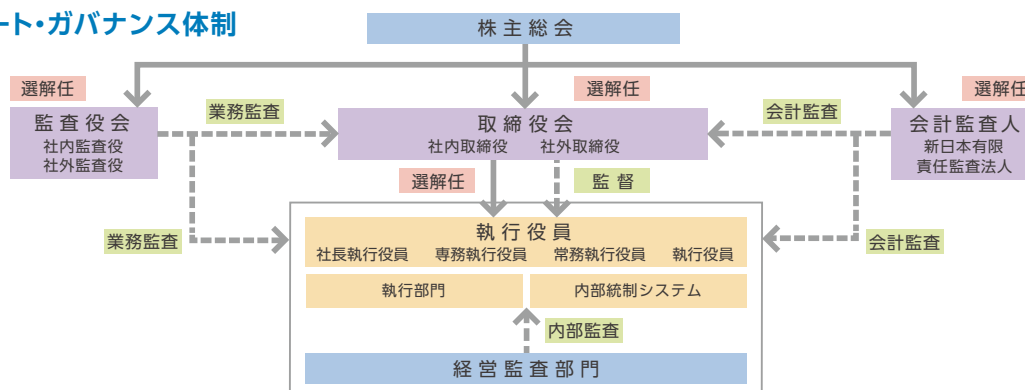 ート・ガバナンス体制
株主総会
選解任
選解任
選解任
監査役会
社内監査役
社外監査役
業務監査
取締役会
社内取締役 社外取締役
会計監査
会計監査人
新日本有限
責任監査法人
選解任
監督
業務監査
会計監査
執行役員
社長執行役員 専務執行役員 常務執行役員 執行役員
執行部門
内部統制システム
内部監査
経営監査部門